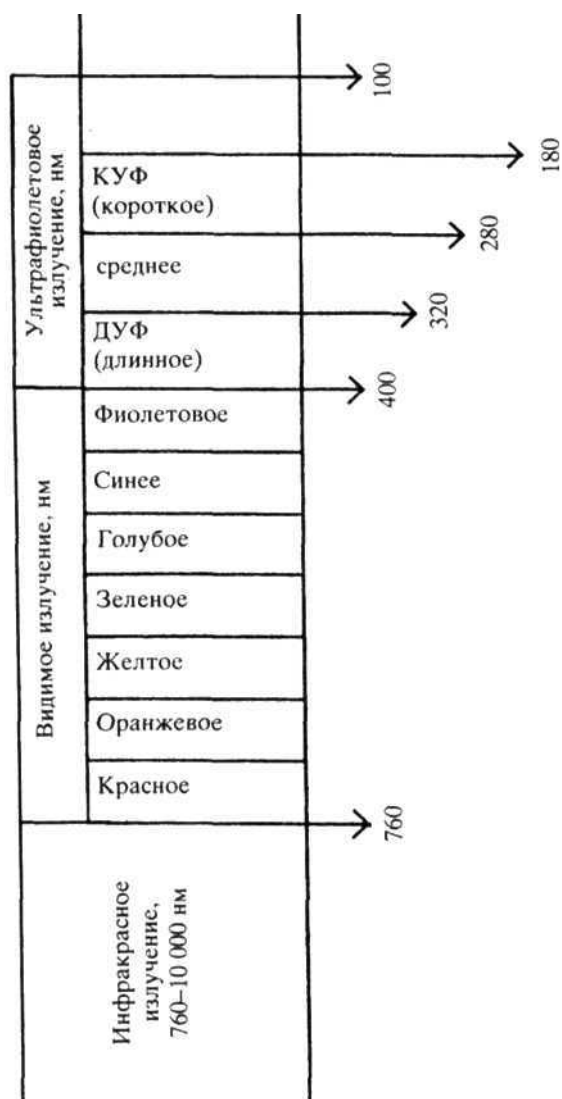 Ультрафиолетовое
излучение, нм
КУФ
(короткое)
среднее
ДУФ
(длинное)
100
180
280
320
400
Видимое излучение, нм
Фиолетовое
Синее
Голубое
Зеленое
Желтое
Оранжевое
Красное
760
Инфракрасное
излучение,
760–10 000 нм